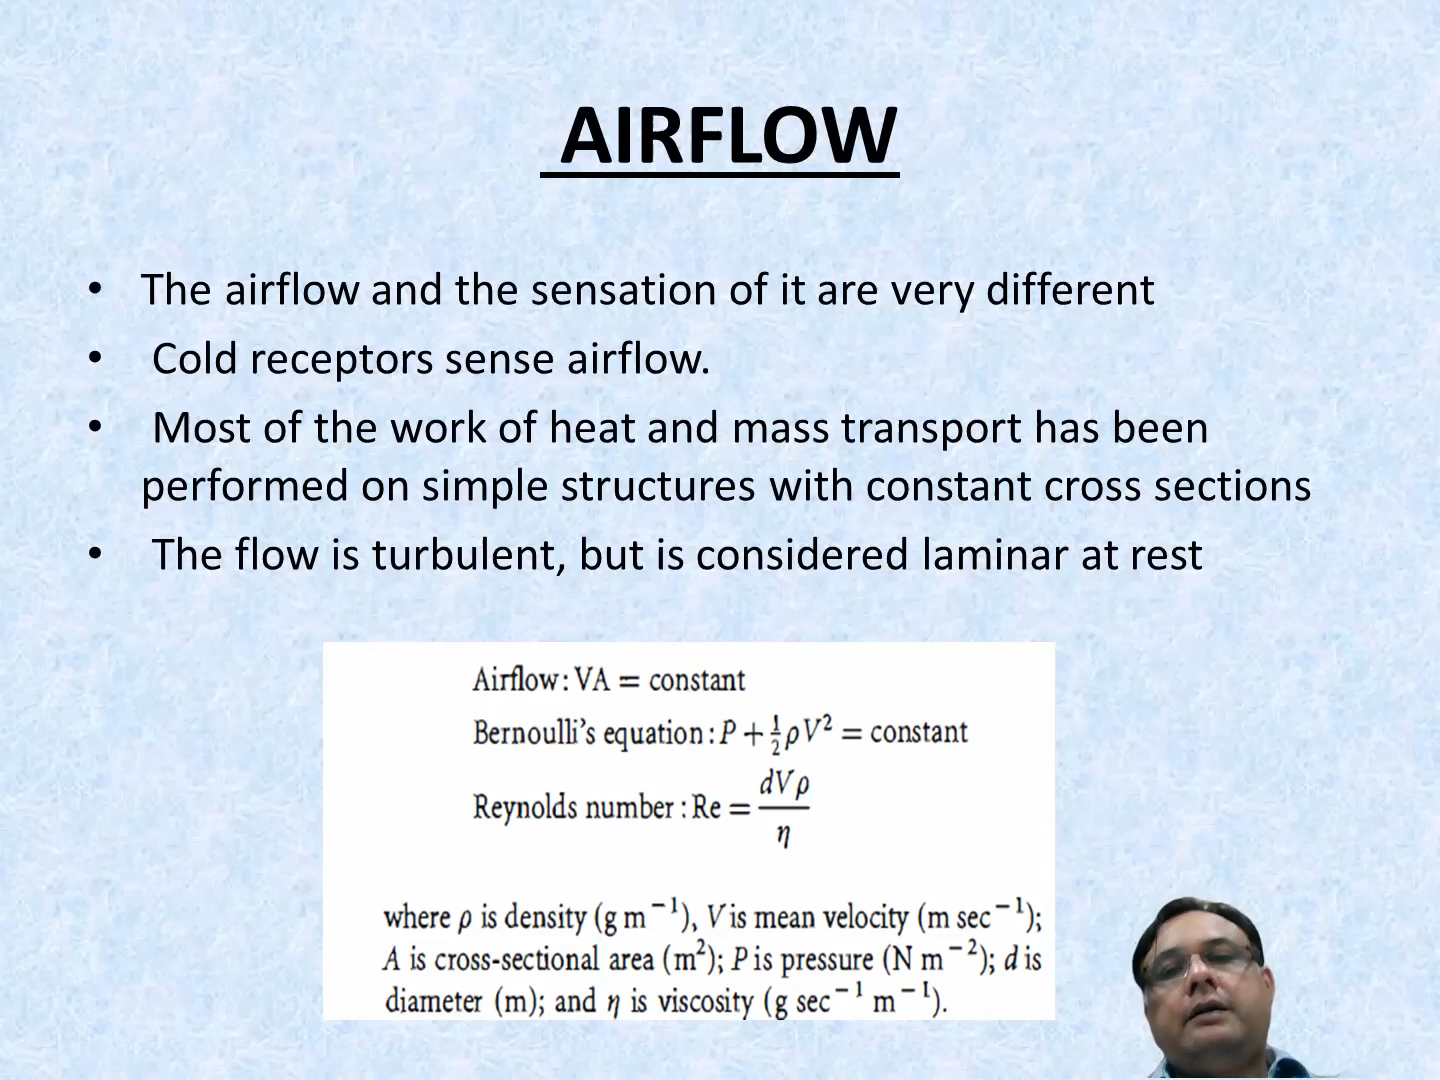 AIRFLOW
• The airflow and the sensation of it are very different
• Cold receptors sense airflow.
• Most of the work of heat and mass transport has been
performed on simple structures with constant cross sections
• The flow is turbulent, but is considered laminar at rest
Airflow: VA = constant
Bernoulli's equation: P + ½ρV² = constant
Reynolds number: Re = dVρ/η
where ρ is density (g m⁻¹), V is mean velocity (m sec⁻¹);
A is cross-sectional area (m²); P is pressure (N m⁻²); d is
diameter (m); and η is viscosity (g sec⁻¹ m⁻¹).